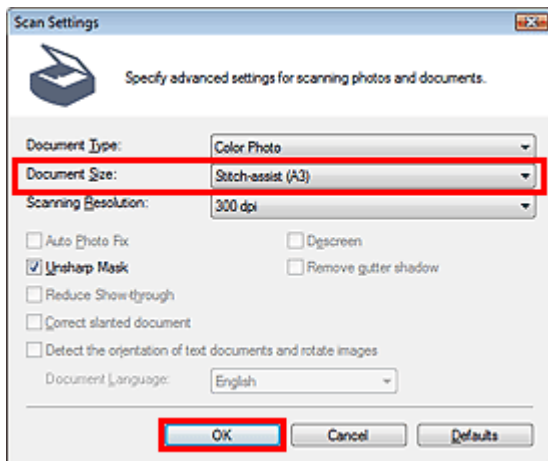 Scan Settings
Specify advanced settings for scanning photos and documents.
Document Type: Color Photo
Document Size: Stitch-assist (A3)
Scanning Resolution: 300 dpi
Auto Photo Fix Descreen
Unsharp Mask Remove gutter shadow
Reduce Show-through
Correct slanted document
Detect the orientation of text documents and rotate images
Document Language: English
OK Cancel Defaults